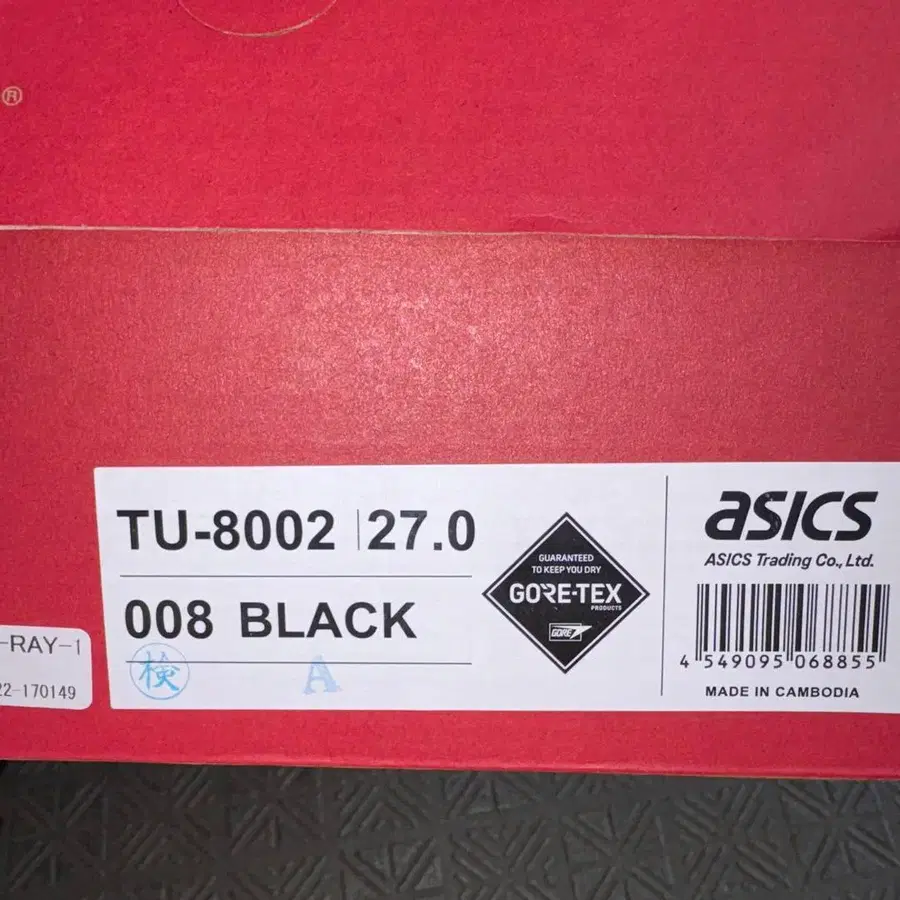 ®
TU-8002 | 27.0
008 BLACK
検
A
GUARANTEED
TO KEEP YOU DRY
GORE-TEX
PRODUCTS
GORE
asics
ASICS Trading Co., Ltd.
4 549095 068855
MADE IN CAMBODIA
-RAY-1
22-170149